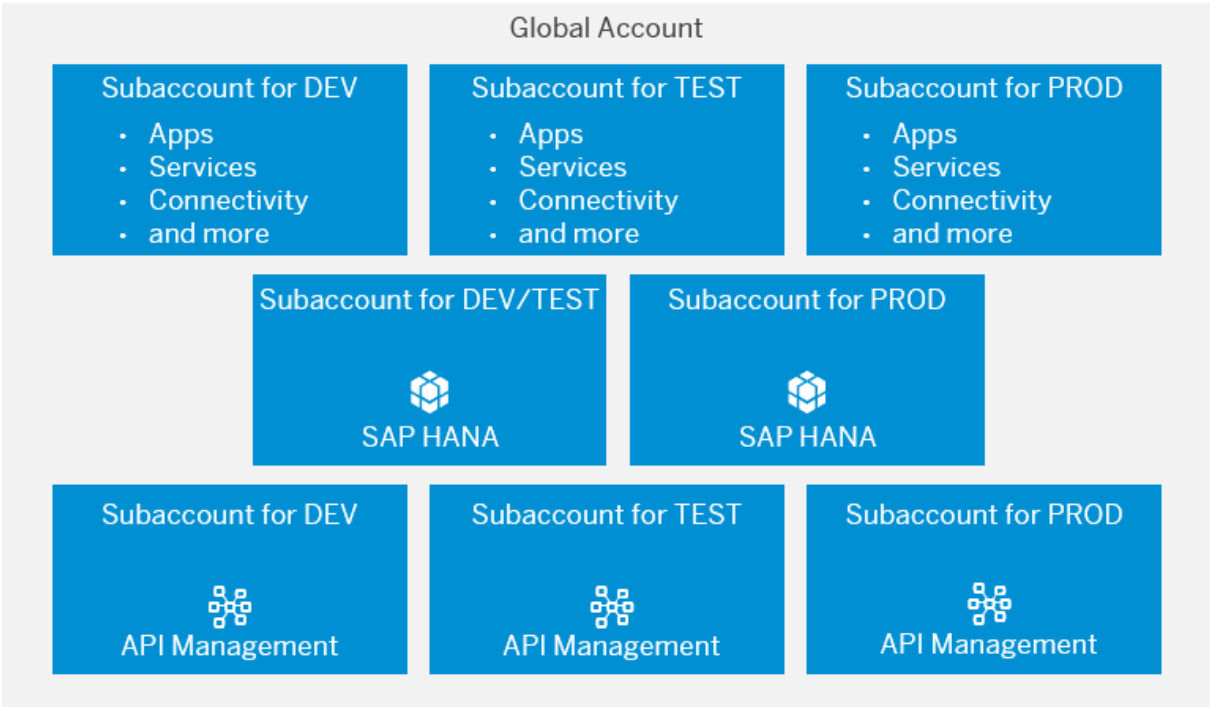 Global Account
Subaccount for DEV
• Apps
• Services
• Connectivity
• and more
Subaccount for TEST
• Apps
• Services
• Connectivity
• and more
Subaccount for PROD
• Apps
• Services
• Connectivity
• and more
Subaccount for DEV/TEST
SAP HANA
Subaccount for PROD
SAP HANA
Subaccount for DEV
API Management
Subaccount for TEST
API Management
Subaccount for PROD
API Management